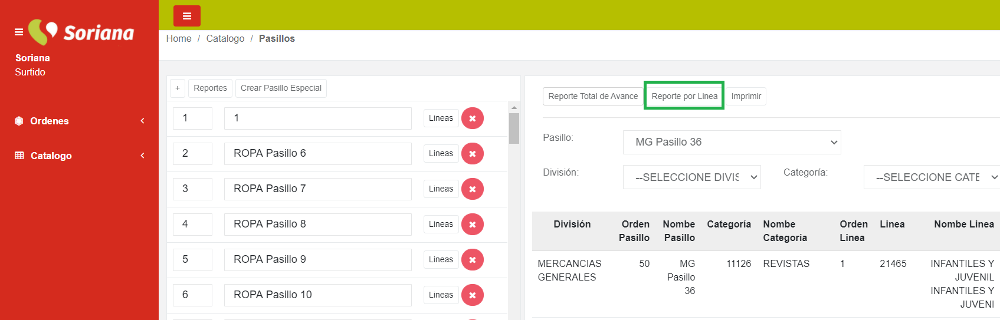 Soriana
Soriana
Surtido
Ordenes
Catalogo
Home / Catalogo / Pasillos
+ Reportes Crear Pasillo Especial
1 1 Lineas
2 ROPA Pasillo 6 Lineas
3 ROPA Pasillo 7 Lineas
4 ROPA Pasillo 8 Lineas
5 ROPA Pasillo 9 Lineas
6 ROPA Pasillo 10 Lineas
Reporte Total de Avance Reporte por Linea Imprimir
Pasillo: MG Pasillo 36
División: --SELECCIONE DIVIS Categoría: --SELECCIONE CATE
División Orden Pasillo Nombe Pasillo Categoría Nombe Categoría Orden Linea Linea Nombe Linea
MERCANCIAS GENERALES 50 MG Pasillo 36 11126 REVISTAS 1 21465 INFANTILES Y JUVENIL INFANTILES Y JUVENI